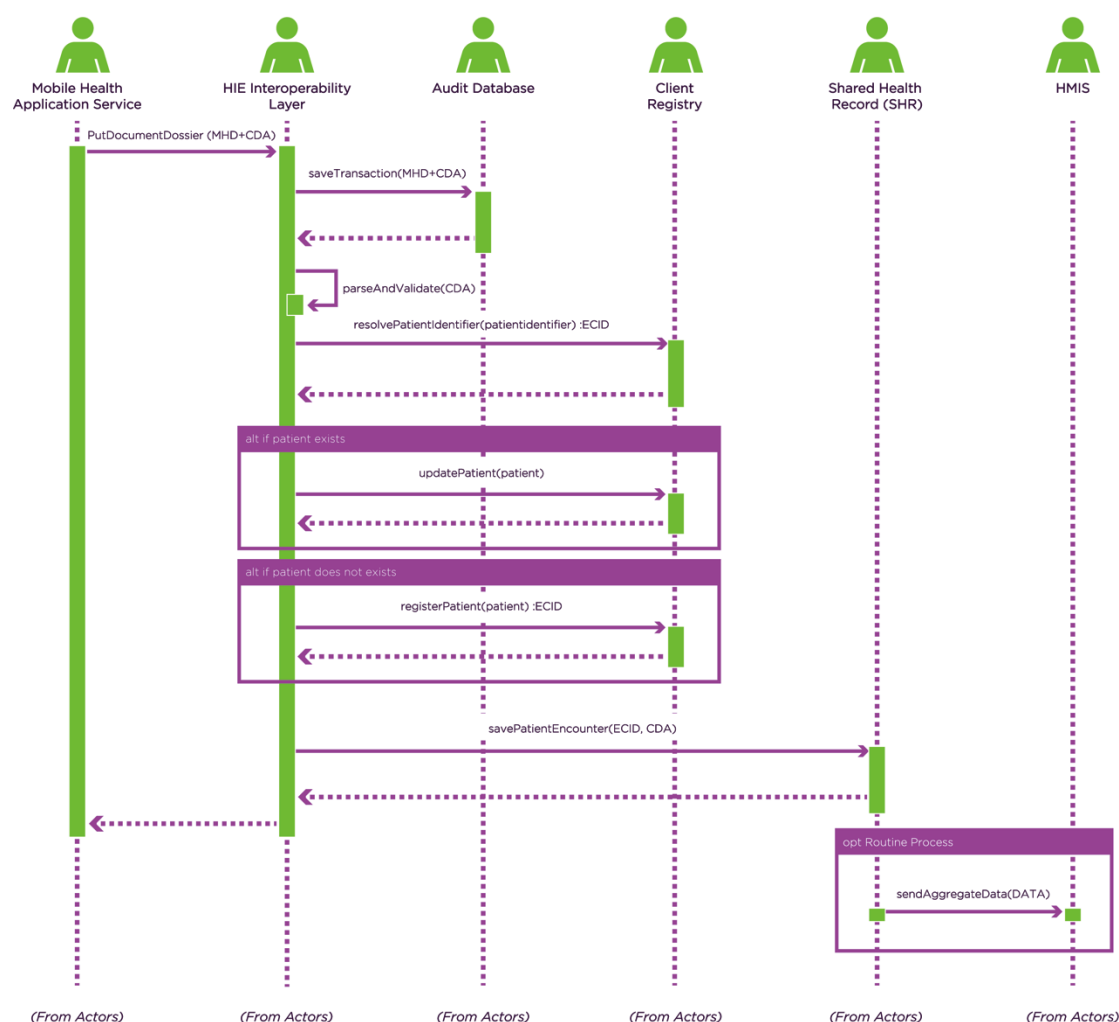 Mobile Health
Application Service
HIE Interoperability
Layer
Audit Database
Client
Registry
Shared Health
Record (SHR)
HMIS
PutDocumentDossier (MHD+CDA)
saveTransaction(MHD+CDA)
parseAndValidate(CDA)
resolvePatientIdentifier(patientIdentifier) :ECID
alt if patient exists
updatePatient(patient)
alt if patient does not exists
registerPatient(patient) :ECID
savePatientEncounter(ECID, CDA)
opt Routine Process
sendAggregateData(DATA)
(From Actors)
(From Actors)
(From Actors)
(From Actors)
(From Actors)
(From Actors)